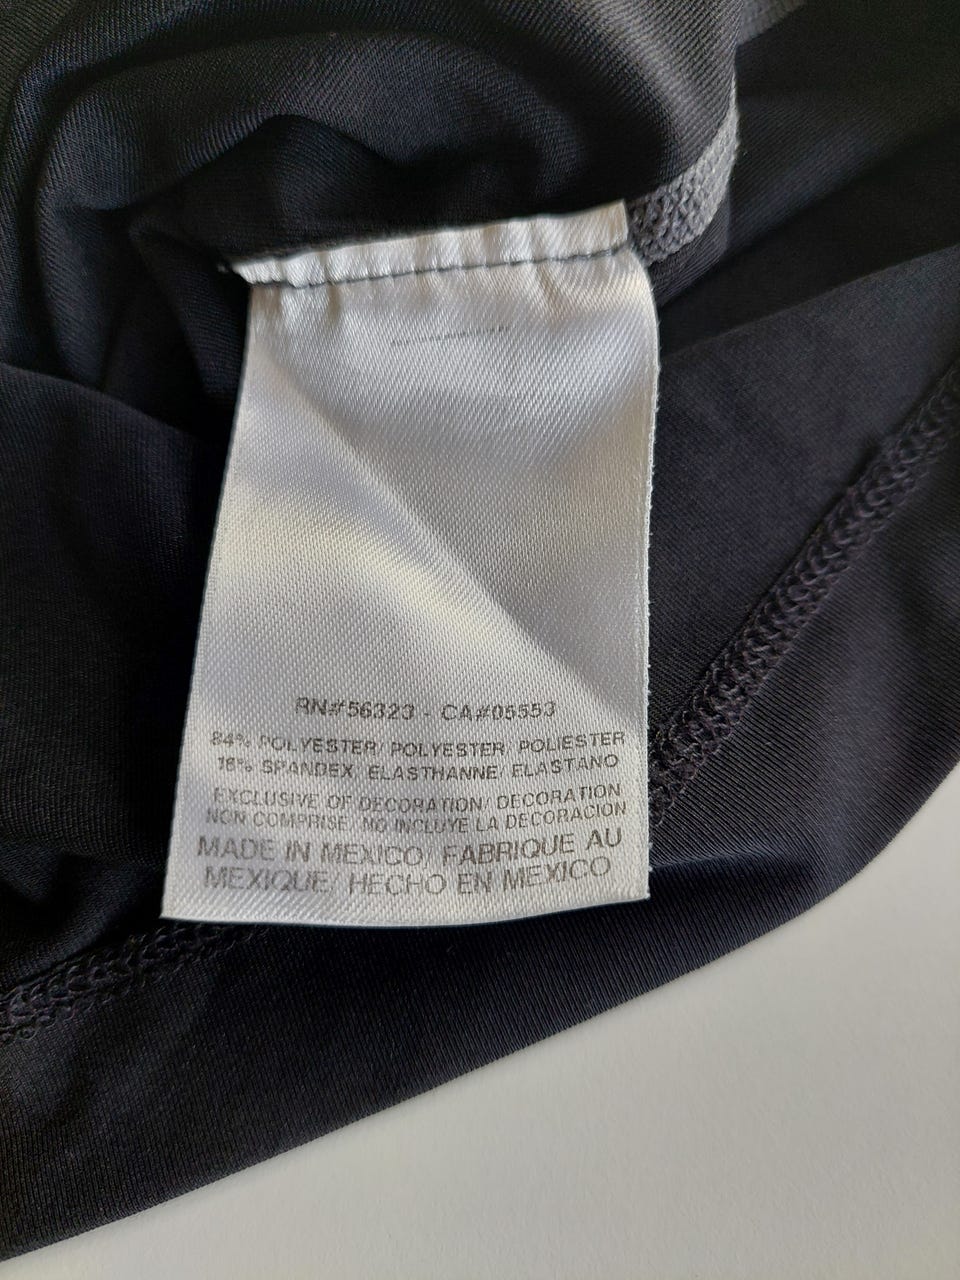 RN#56323 - CA#05553
84% POLYESTER/ POLYESTER/ POLIESTER
16% SPANDEX/ ELASTHANNE/ ELASTANO
EXCLUSIVE OF DECORATION/ DECORATION
NON COMPRISE/ NO INCLUYE LA DECORACION
MADE IN MEXICO/ FABRIQUE AU
MEXIQUE/ HECHO EN MEXICO